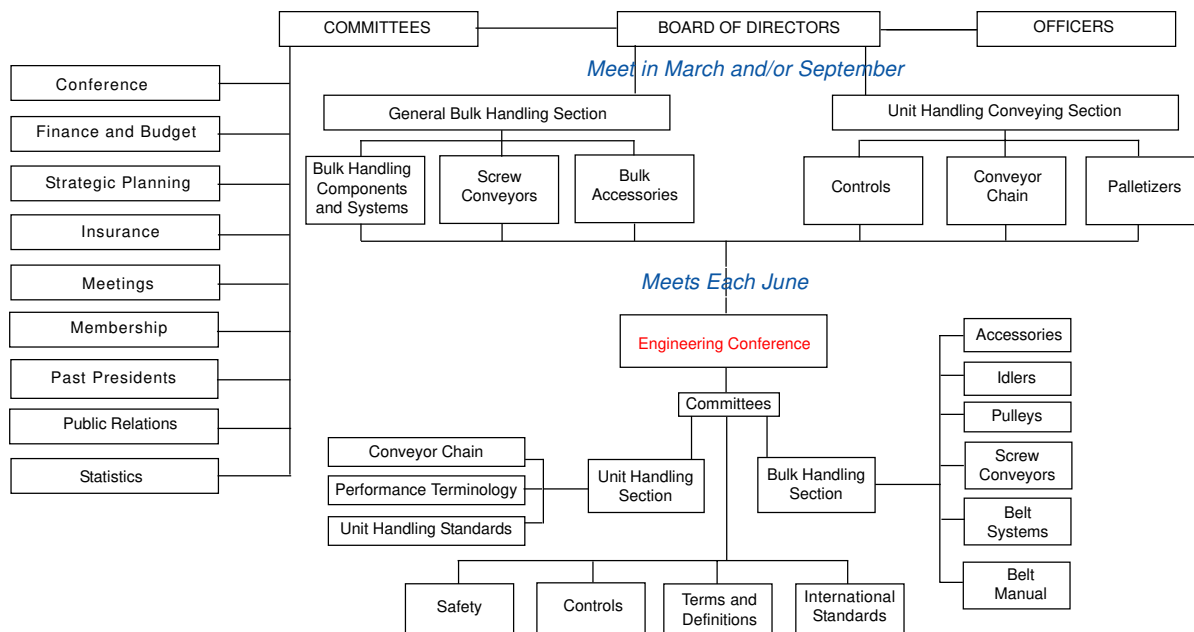 COMMITTEES
BOARD OF DIRECTORS
OFFICERS
Meet in March and/or September
Conference
Finance and Budget
Strategic Planning
Insurance
Meetings
Membership
Past Presidents
Public Relations
Statistics
General Bulk Handling Section
Unit Handling Conveying Section
Bulk Handling
Components
and Systems
Screw
Conveyors
Bulk
Accessories
Controls
Conveyor
Chain
Palletizers
Meets Each June
Engineering Conference
Committees
Conveyor Chain
Performance Terminology
Unit Handling Standards
Unit Handling
Section
Bulk Handling
Section
Accessories
Idlers
Pulleys
Screw
Conveyors
Belt
Systems
Belt
Manual
Safety
Controls
Terms and
Definitions
International
Standards